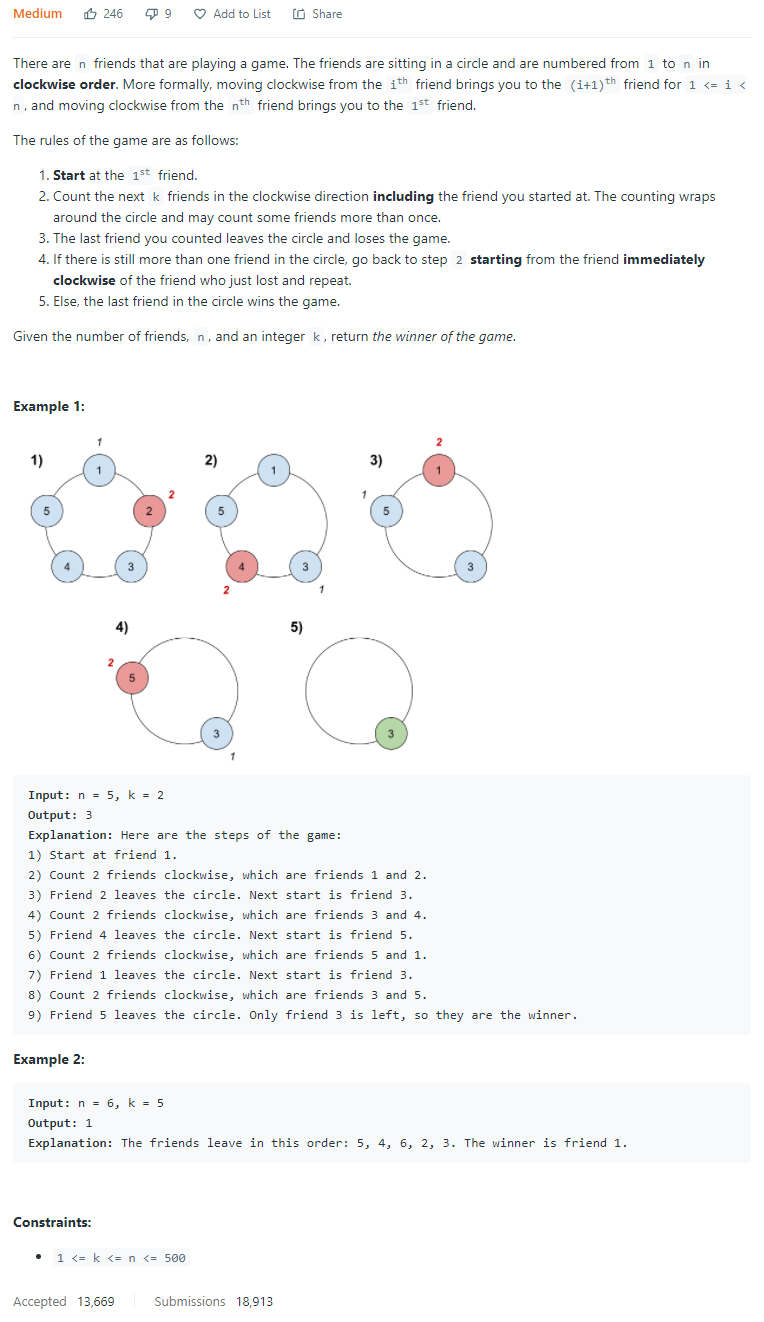 Medium 246 9 Add to List Share
There are n friends that are playing a game. The friends are sitting in a circle and are numbered from 1 to n in
clockwise order. More formally, moving clockwise from the ith friend brings you to the (i+1)th friend for 1 <= i <
n, and moving clockwise from the nth friend brings you to the 1st friend.
The rules of the game are as follows:
1. Start at the 1st friend.
2. Count the next k friends in the clockwise direction including the friend you started at. The counting wraps
around the circle and may count some friends more than once.
3. The last friend you counted leaves the circle and loses the game.
4. If there is still more than one friend in the circle, go back to step 2 starting from the friend immediately
clockwise of the friend who just lost and repeat.
5. Else, the last friend in the circle wins the game.
Given the number of friends, n, and an integer k, return the winner of the game.
Example 1:
1)
1
1
2
2
3
4
5
2)
1
5
4
2
3
1
3)
2
1
1
5
3
4)
2
5
3
1
5)
3
Input: n = 5, k = 2
Output: 3
Explanation: Here are the steps of the game:
1) Start at friend 1.
2) Count 2 friends clockwise, which are friends 1 and 2.
3) Friend 2 leaves the circle. Next start is friend 3.
4) Count 2 friends clockwise, which are friends 3 and 4.
5) Friend 4 leaves the circle. Next start is friend 5.
6) Count 2 friends clockwise, which are friends 5 and 1.
7) Friend 1 leaves the circle. Next start is friend 3.
8) Count 2 friends clockwise, which are friends 3 and 5.
9) Friend 5 leaves the circle. Only friend 3 is left, so they are the winner.
Example 2:
Input: n = 6, k = 5
Output: 1
Explanation: The friends leave in this order: 5, 4, 6, 2, 3. The winner is friend 1.
Constraints:
• 1 <= k <= n <= 500
Accepted 13,669 Submissions 18,913